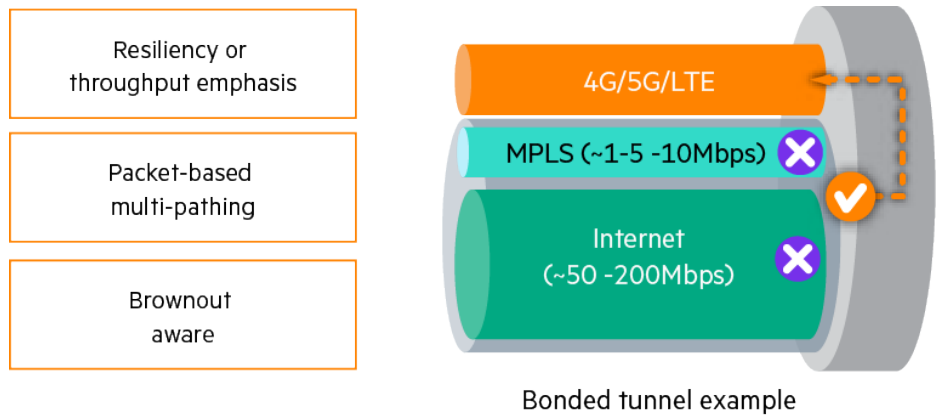 Resiliency or
throughput emphasis
Packet-based
multi-pathing
Brownout
aware
4G/5G/LTE
MPLS (~1-5 -10Mbps)
Internet
(~50 -200Mbps)
Bonded tunnel example